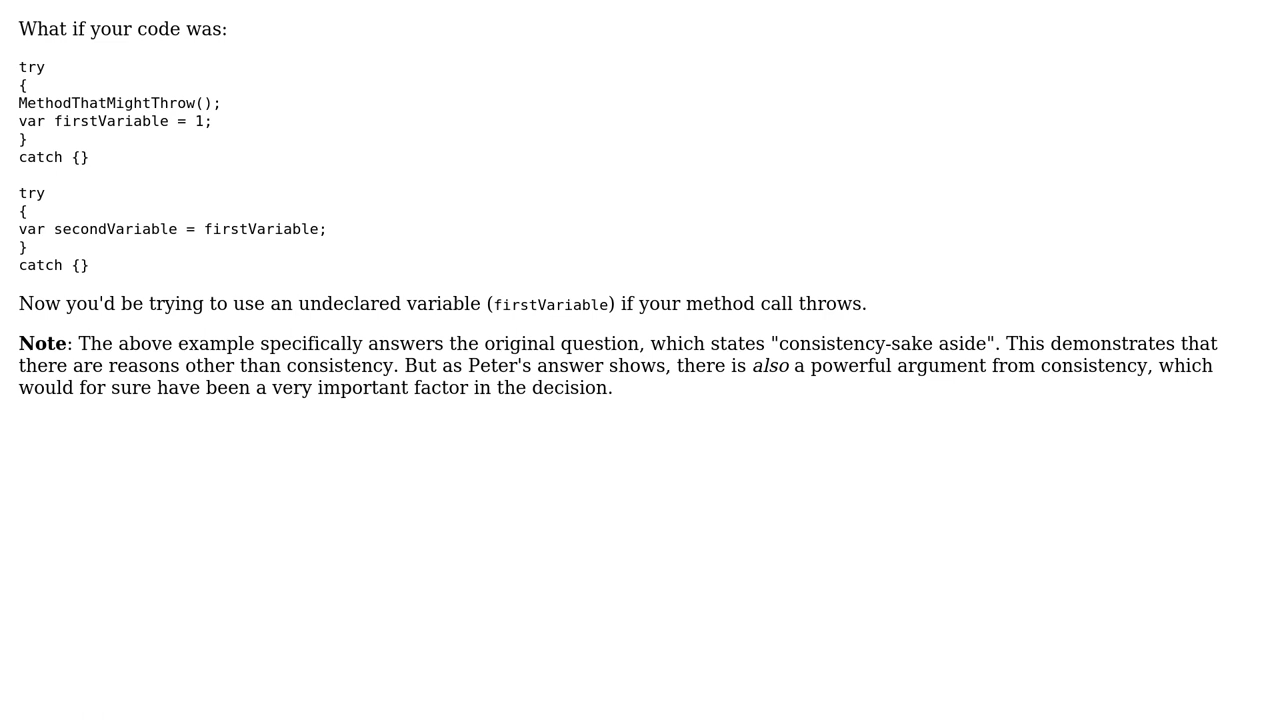 What if your code was:
try
{
MethodThatMightThrow();
var firstVariable = 1;
}
catch {}
try
{
var secondVariable = firstVariable;
}
catch {}
Now you'd be trying to use an undeclared variable (firstVariable) if your method call throws.
Note: The above example specifically answers the original question, which states "consistency-sake aside". This demonstrates that
there are reasons other than consistency. But as Peter's answer shows, there is also a powerful argument from consistency, which
would for sure have been a very important factor in the decision.